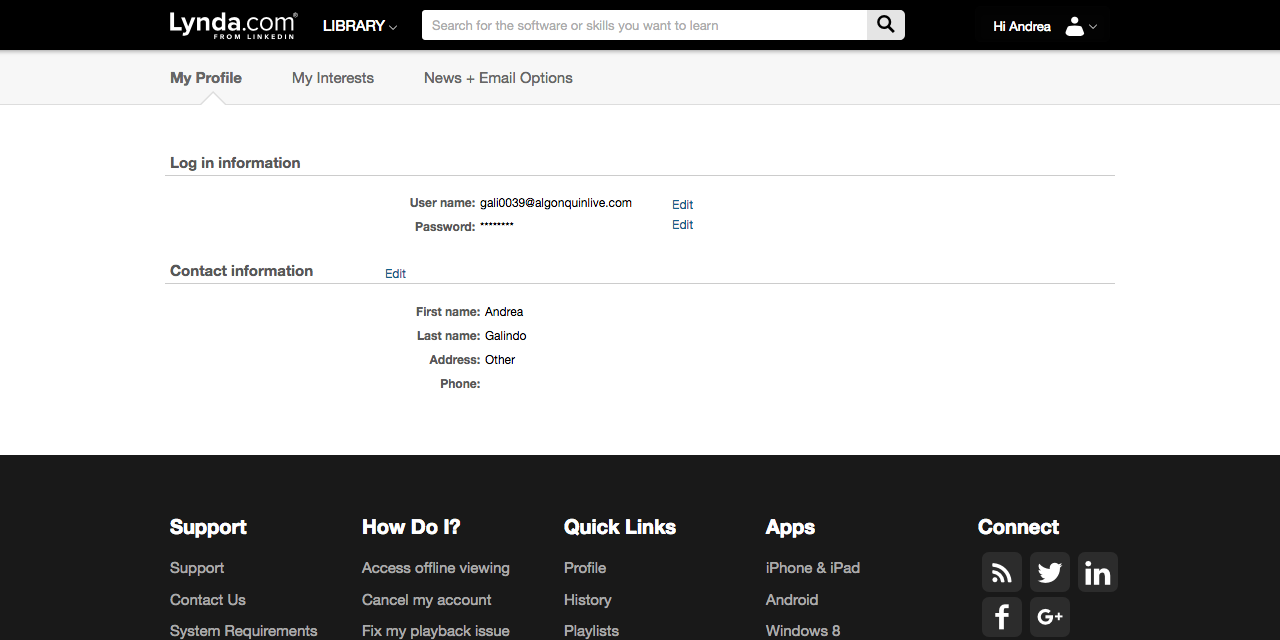 Lynda.com®
FROM LINKEDIN
LIBRARY
Search for the software or skills you want to learn
Hi Andrea
My Profile
My Interests
News + Email Options
Log in information
User name: gali0039@algonquinlive.com Edit
Password: ******** Edit
Contact information Edit
First name: Andrea
Last name: Galindo
Address: Other
Phone:
Support
Support
Contact Us
System Requirements
How Do I?
Access offline viewing
Cancel my account
Fix my playback issue
Quick Links
Profile
History
Playlists
Apps
iPhone & iPad
Android
Windows 8
Connect
in
f
G+